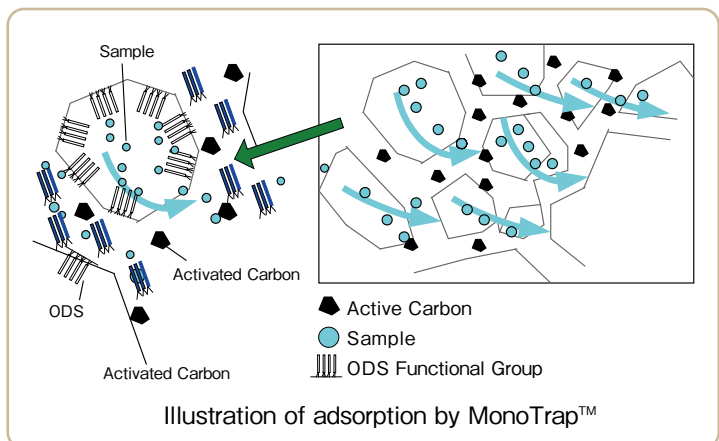 Sample
Activated Carbon
ODS
Activated Carbon
Active Carbon
Sample
ODS Functional Group
Illustration of adsorption by MonoTrap™